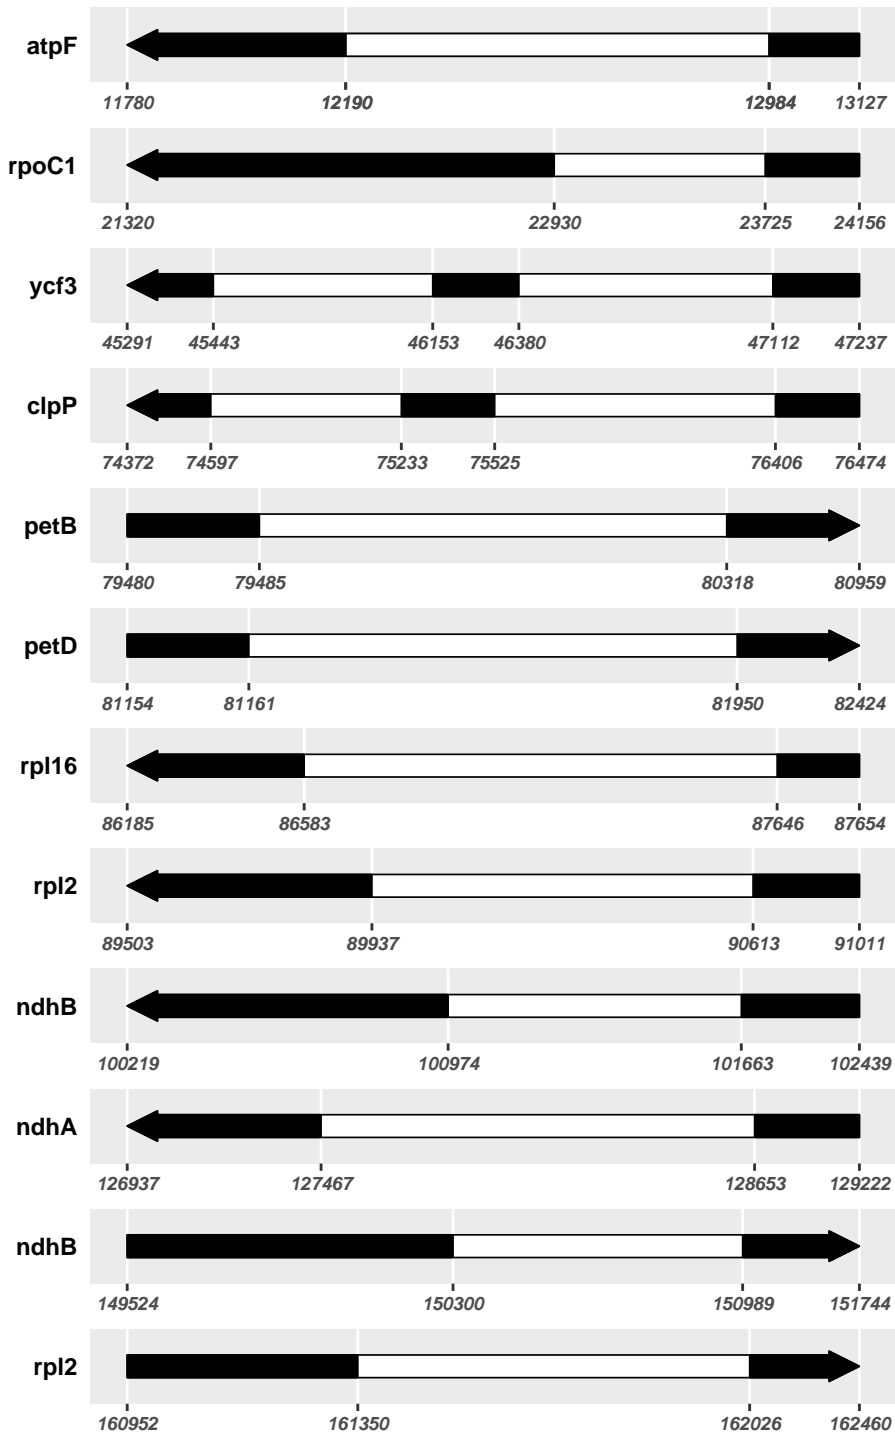 atpF
11780 12190 12984 13127
rpoC1
21320 22930 23725 24156
ycf3
45291 45443 46153 46380 47112 47237
clpP
74372 74597 75233 75525 76406 76474
petB
79480 79485 80318 80959
petD
81154 81161 81950 82424
rpl16
86185 86583 87646 87654
rpl2
89503 89937 90613 91011
ndhB
100219 100974 101663 102439
ndhA
126937 127467 128653 129222
ndhB
149524 150300 150989 151744
rpl2
160952 161350 162026 162460